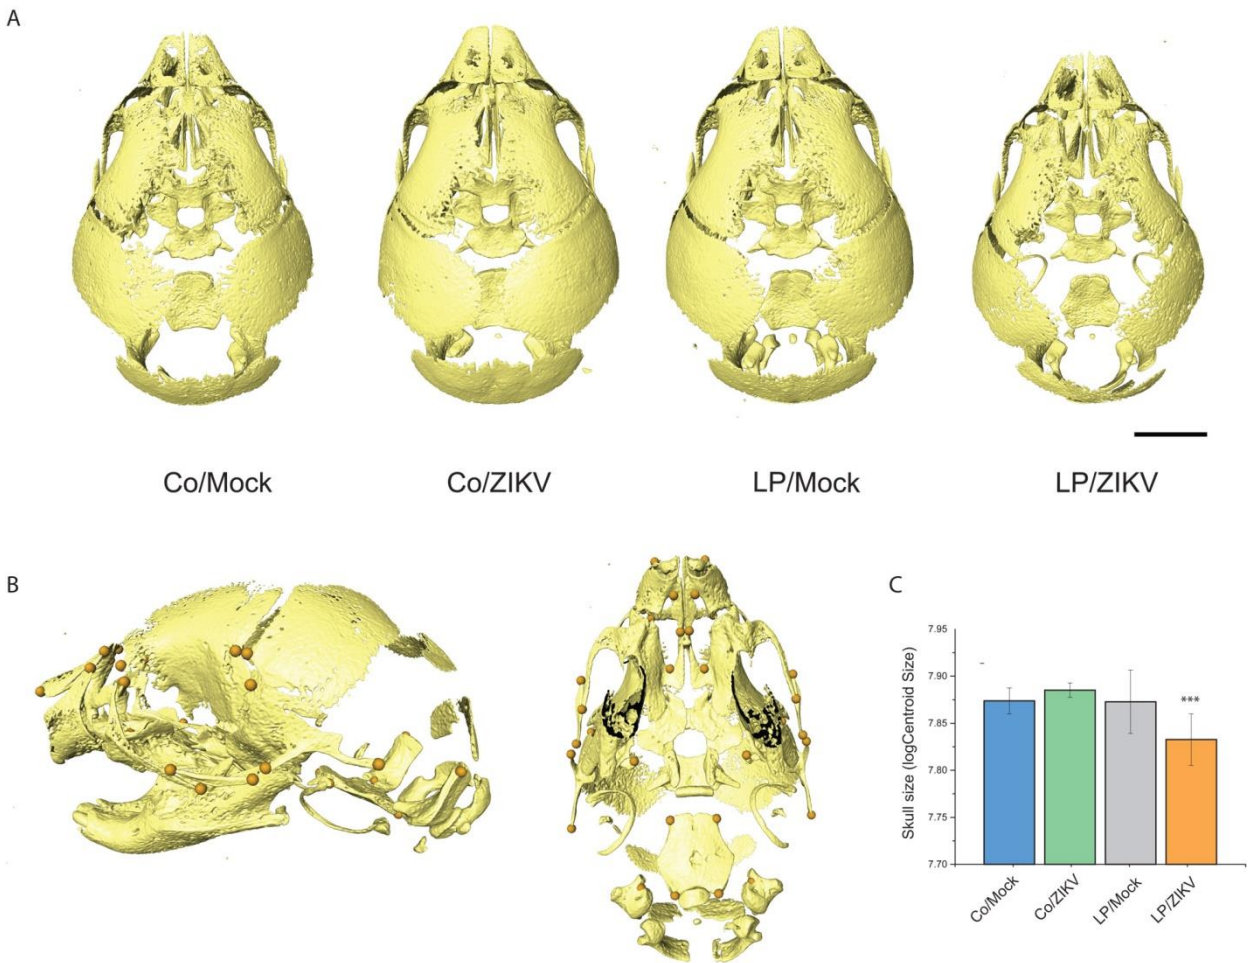 A
Co/Mock
Co/ZIKV
LP/Mock
LP/ZIKV
B
C
Skull size (logCentroid Size)
7.95
7.90
7.85
7.80
7.75
7.70
***
Co/Mock
Co/ZIKV
LP/Mock
LP/ZIKV